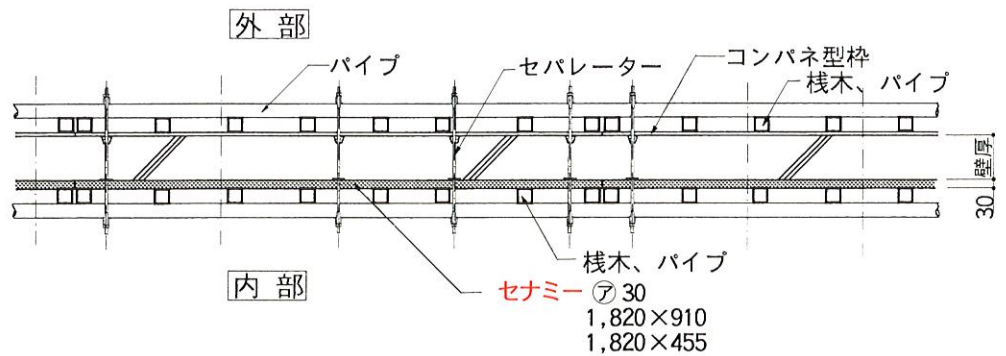 外部
パイプ
セパレーター
コンパネ型枠
桟木、パイプ
壁厚
30
桟木、パイプ
内部
セナミー ㋐30
1,820×910
1,820×455